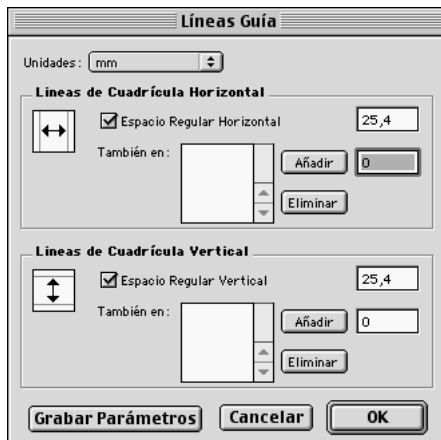 Líneas Guía
Unidades: mm
Lineas de Cuadrícula Horizontal
Espacio Regular Horizontal 25,4
También en: Añadir 0
Eliminar
Lineas de Cuadrícula Vertical
Espacio Regular Vertical 25,4
También en: Añadir 0
Eliminar
Grabar Parámetros Cancelar OK